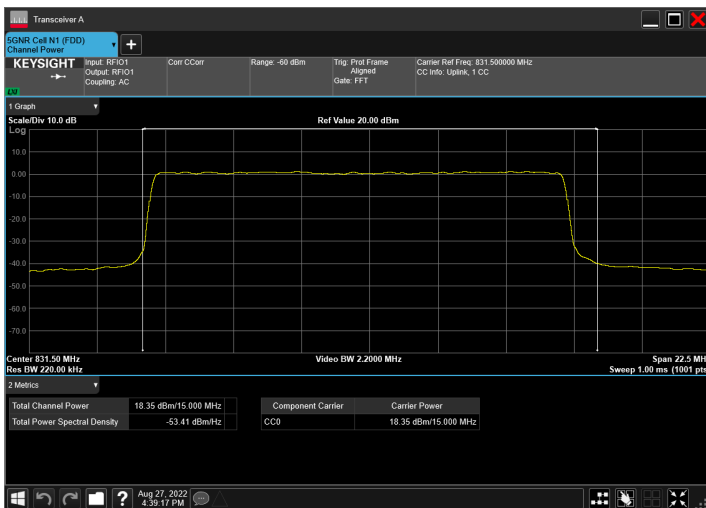 Transceiver A
5GNR Cell N1 (FDD)
Channel Power
+
KEYSIGHT
LXI
Input: RFIO1
Output: RFIO1
Coupling: AC
Corr CCorr
Range: -60 dBm
Trig: Prot Frame
Aligned
Gate: FFT
Carrier Ref Freq: 831.500000 MHz
CC Info: Uplink, 1 CC
1 Graph
Scale/Div 10.0 dB
Ref Value 20.00 dBm
Log
10.0
0.00
-10.0
-20.0
-30.0
-40.0
-50.0
-60.0
-70.0
Center 831.50 MHz
Video BW 2.2000 MHz
Span 22.5 MH
Res BW 220.00 kHz
Sweep 1.00 ms (1001 pts
2 Metrics
Total Channel Power 18.35 dBm/15.000 MHz
Total Power Spectral Density -53.41 dBm/Hz
Component Carrier Carrier Power
CC0 18.35 dBm/15.000 MHz
?
Aug 27, 2022
4:39:17 PM